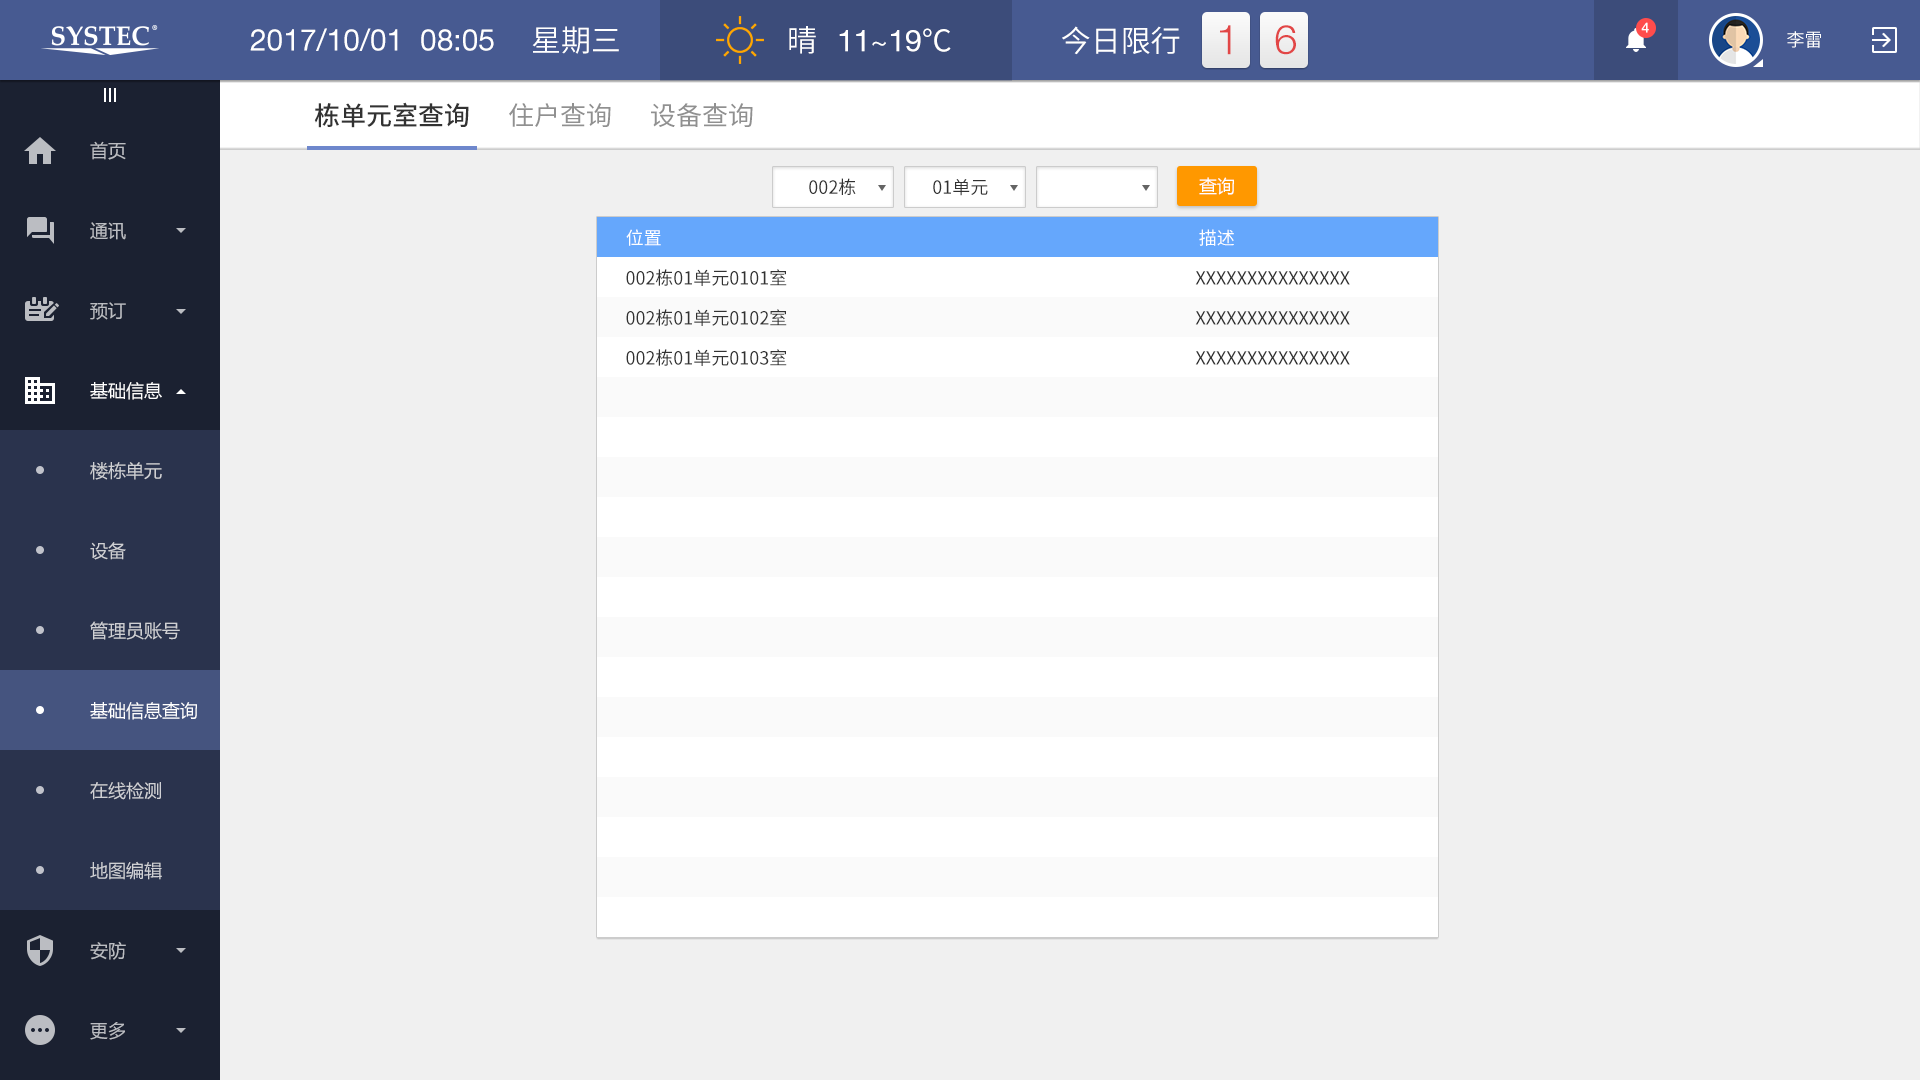 SYSTEC®
2017/10/01 08:05 星期三
晴 11~19°C
今日限行 1 6
4
李雷
栋单元室查询 住户查询 设备查询
首页
通讯
预订
基础信息
楼栋单元
设备
管理员账号
基础信息查询
在线检测
地图编辑
安防
更多
002栋 01单元 查询
位置 描述
002栋01单元0101室 XXXXXXXXXXXXXXX
002栋01单元0102室 XXXXXXXXXXXXXXX
002栋01单元0103室 XXXXXXXXXXXXXXX